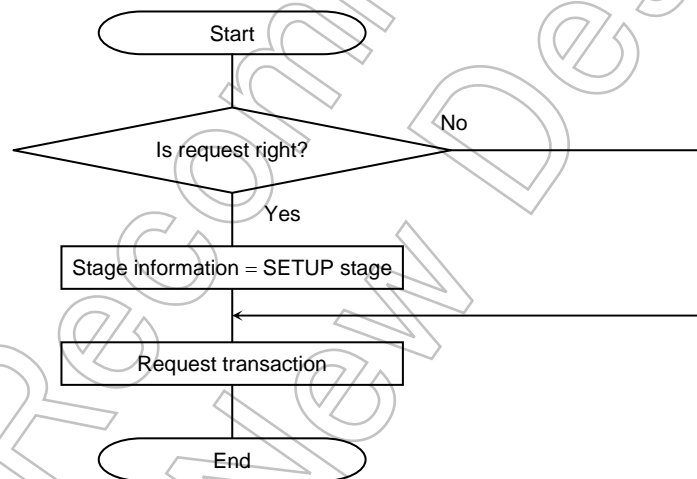 Start
Is request right?
No
Yes
Stage information = SETUP stage
Request transaction
End